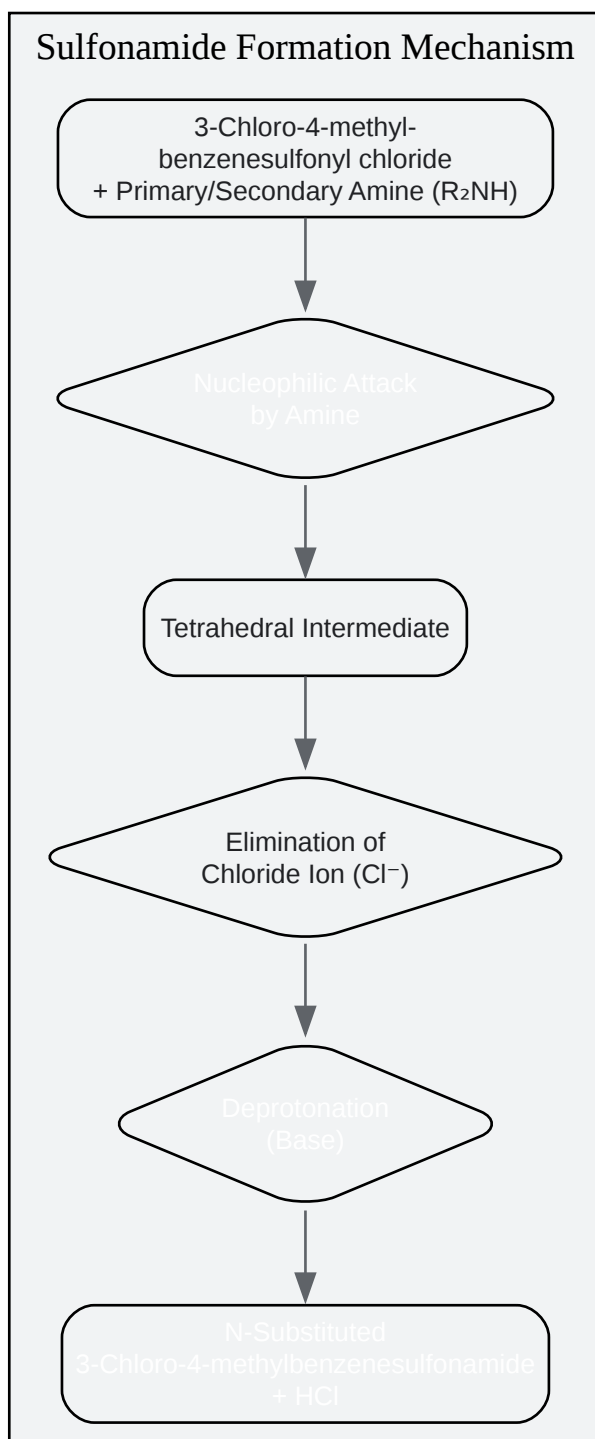 Sulfonamide Formation Mechanism
3-Chloro-4-methyl-
benzenesulfonyl chloride
+ Primary/Secondary Amine (R₂NH)
Nucleophilic Attack
by Amine
Tetrahedral Intermediate
Elimination of
Chloride Ion (Cl⁻)
Deprotonation
(Base)
N-Substituted
3-Chloro-4-methylbenzenesulfonamide
+ HCl